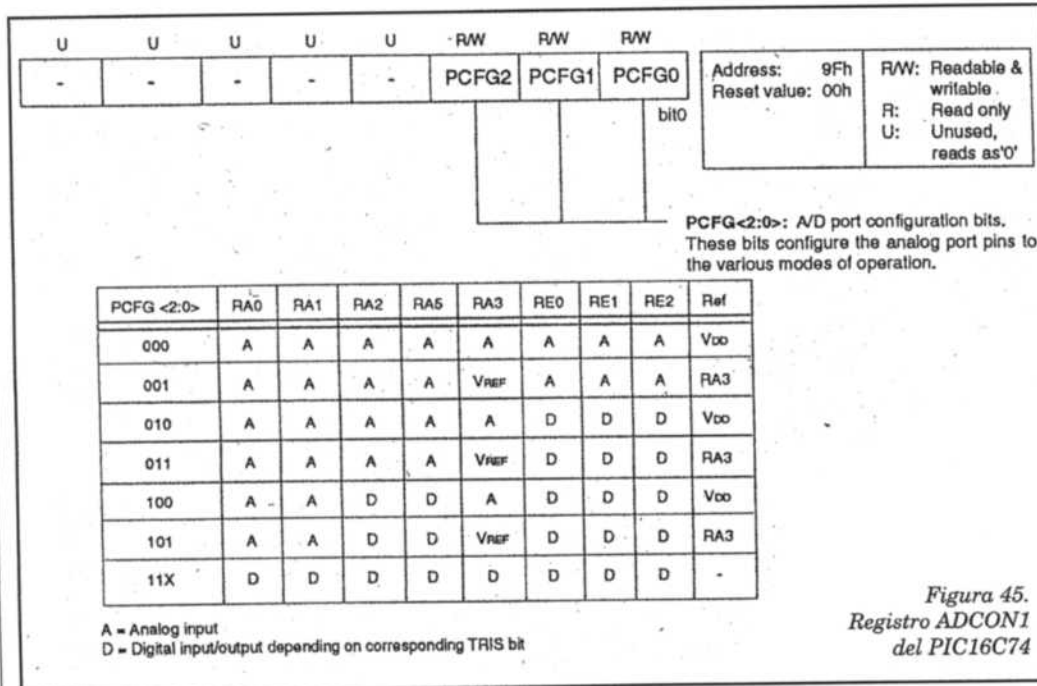 U U U U U R/W R/W R/W
- - - - - PCFG2 PCFG1 PCFG0
bit0
Address: 9Fh
Reset value: 00h
R/W: Readable &
writable
R: Read only
U: Unused,
reads as'0'
PCFG<2:0>: A/D port configuration bits.
These bits configure the analog port pins to
the various modes of operation.
PCFG <2:0> RA0 RA1 RA2 RA5 RA3 RE0 RE1 RE2 Ref
000 A A A A A A A A VDD
001 A A A A VREF A A A RA3
010 A A A A A D D D VDD
011 A A A A VREF D D D RA3
100 A A D D A D D D VDD
101 A A D D VREF D D D RA3
11X D D D D D D D D -
A = Analog input
D = Digital input/output depending on corresponding TRIS bit
Figura 45.
Registro ADCON1
del PIC16C74